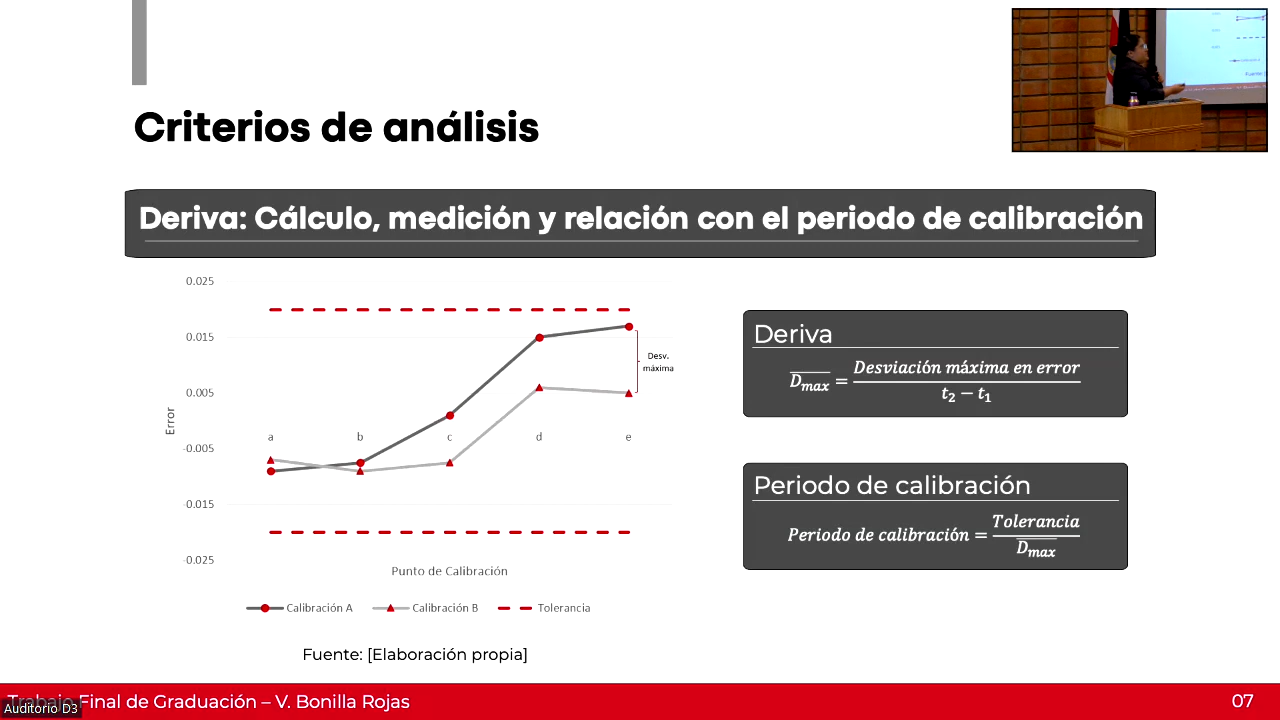 Criterios de análisis
Deriva: Cálculo, medición y relación con el periodo de calibración
0.025
0.015
0.005
-0.005
-0.015
-0.025
Error
a b c d e
Desv.
máxima
Punto de Calibración
Calibración A Calibración B Tolerancia
Fuente: [Elaboración propia]
Deriva
D̅m̅a̅x̅ = Desviación máxima en error / t₂ − t₁
Periodo de calibración
Periodo de calibración = Tolerancia / D̅m̅a̅x̅
Trabajo Final de Graduación – V. Bonilla Rojas
Auditorio D3
07